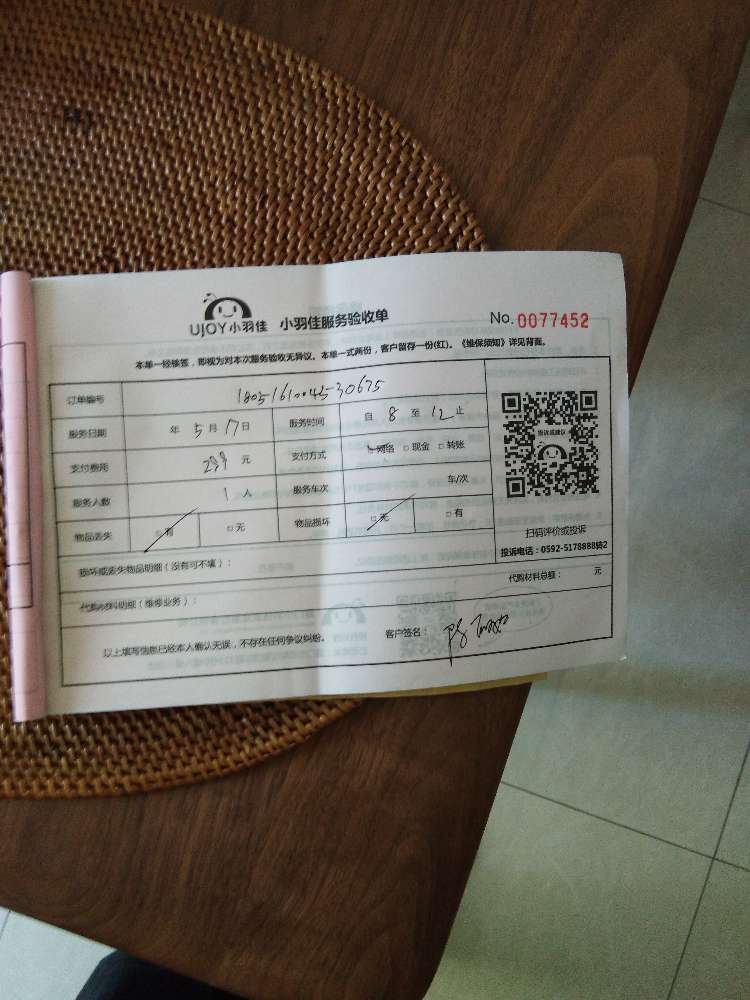 UJOY小羽佳 小羽佳服务验收单 No. 0077452
本单一经核签，即视为对本次服务验收无异议。本单一式两份，客户留存一份(红)。《维保须知》详见背面。
订单编号
服务日期 年 5 月 17 日 服务时间 自 8 至 12 止
支付费用 元 支付方式 □网络 □现金 □转账
服务人数 1 人 服务车次 车/次
物品丢失 □有 □无 物品损坏 □无 □有
投诉或建议
扫码评价或投诉
投诉电话：0592-5178888转2
损坏或丢失物品明细（没有可不填）：
代购材料明细（维修业务）： 代购材料总额： 元
以上填写信息已经本人确认无误，不存在任何争议纠纷。 客户签名：